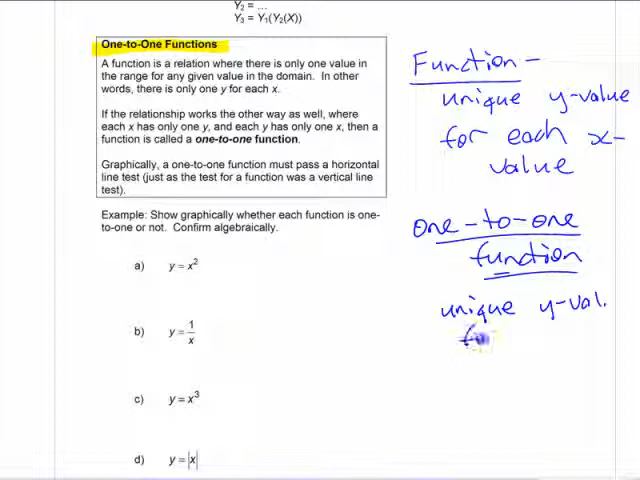 Y2 = ...
Y3 = Y1(Y2(X))
One-to-One Functions
A function is a relation where there is only one value in
the range for any given value in the domain. In other
words, there is only one y for each x.
If the relationship works the other way as well, where
each x has only one y, and each y has only one x, then a
function is called a one-to-one function.
Graphically, a one-to-one function must pass a horizontal
line test (just as the test for a function was a vertical line
test).
Example: Show graphically whether each function is one-
to-one or not. Confirm algebraically.
a) y = x²
b) y = 1/x
c) y = x³
d) y = |x|
Function –
unique y-value
for each x-
value
One-to-one
function
unique y-val.
fo